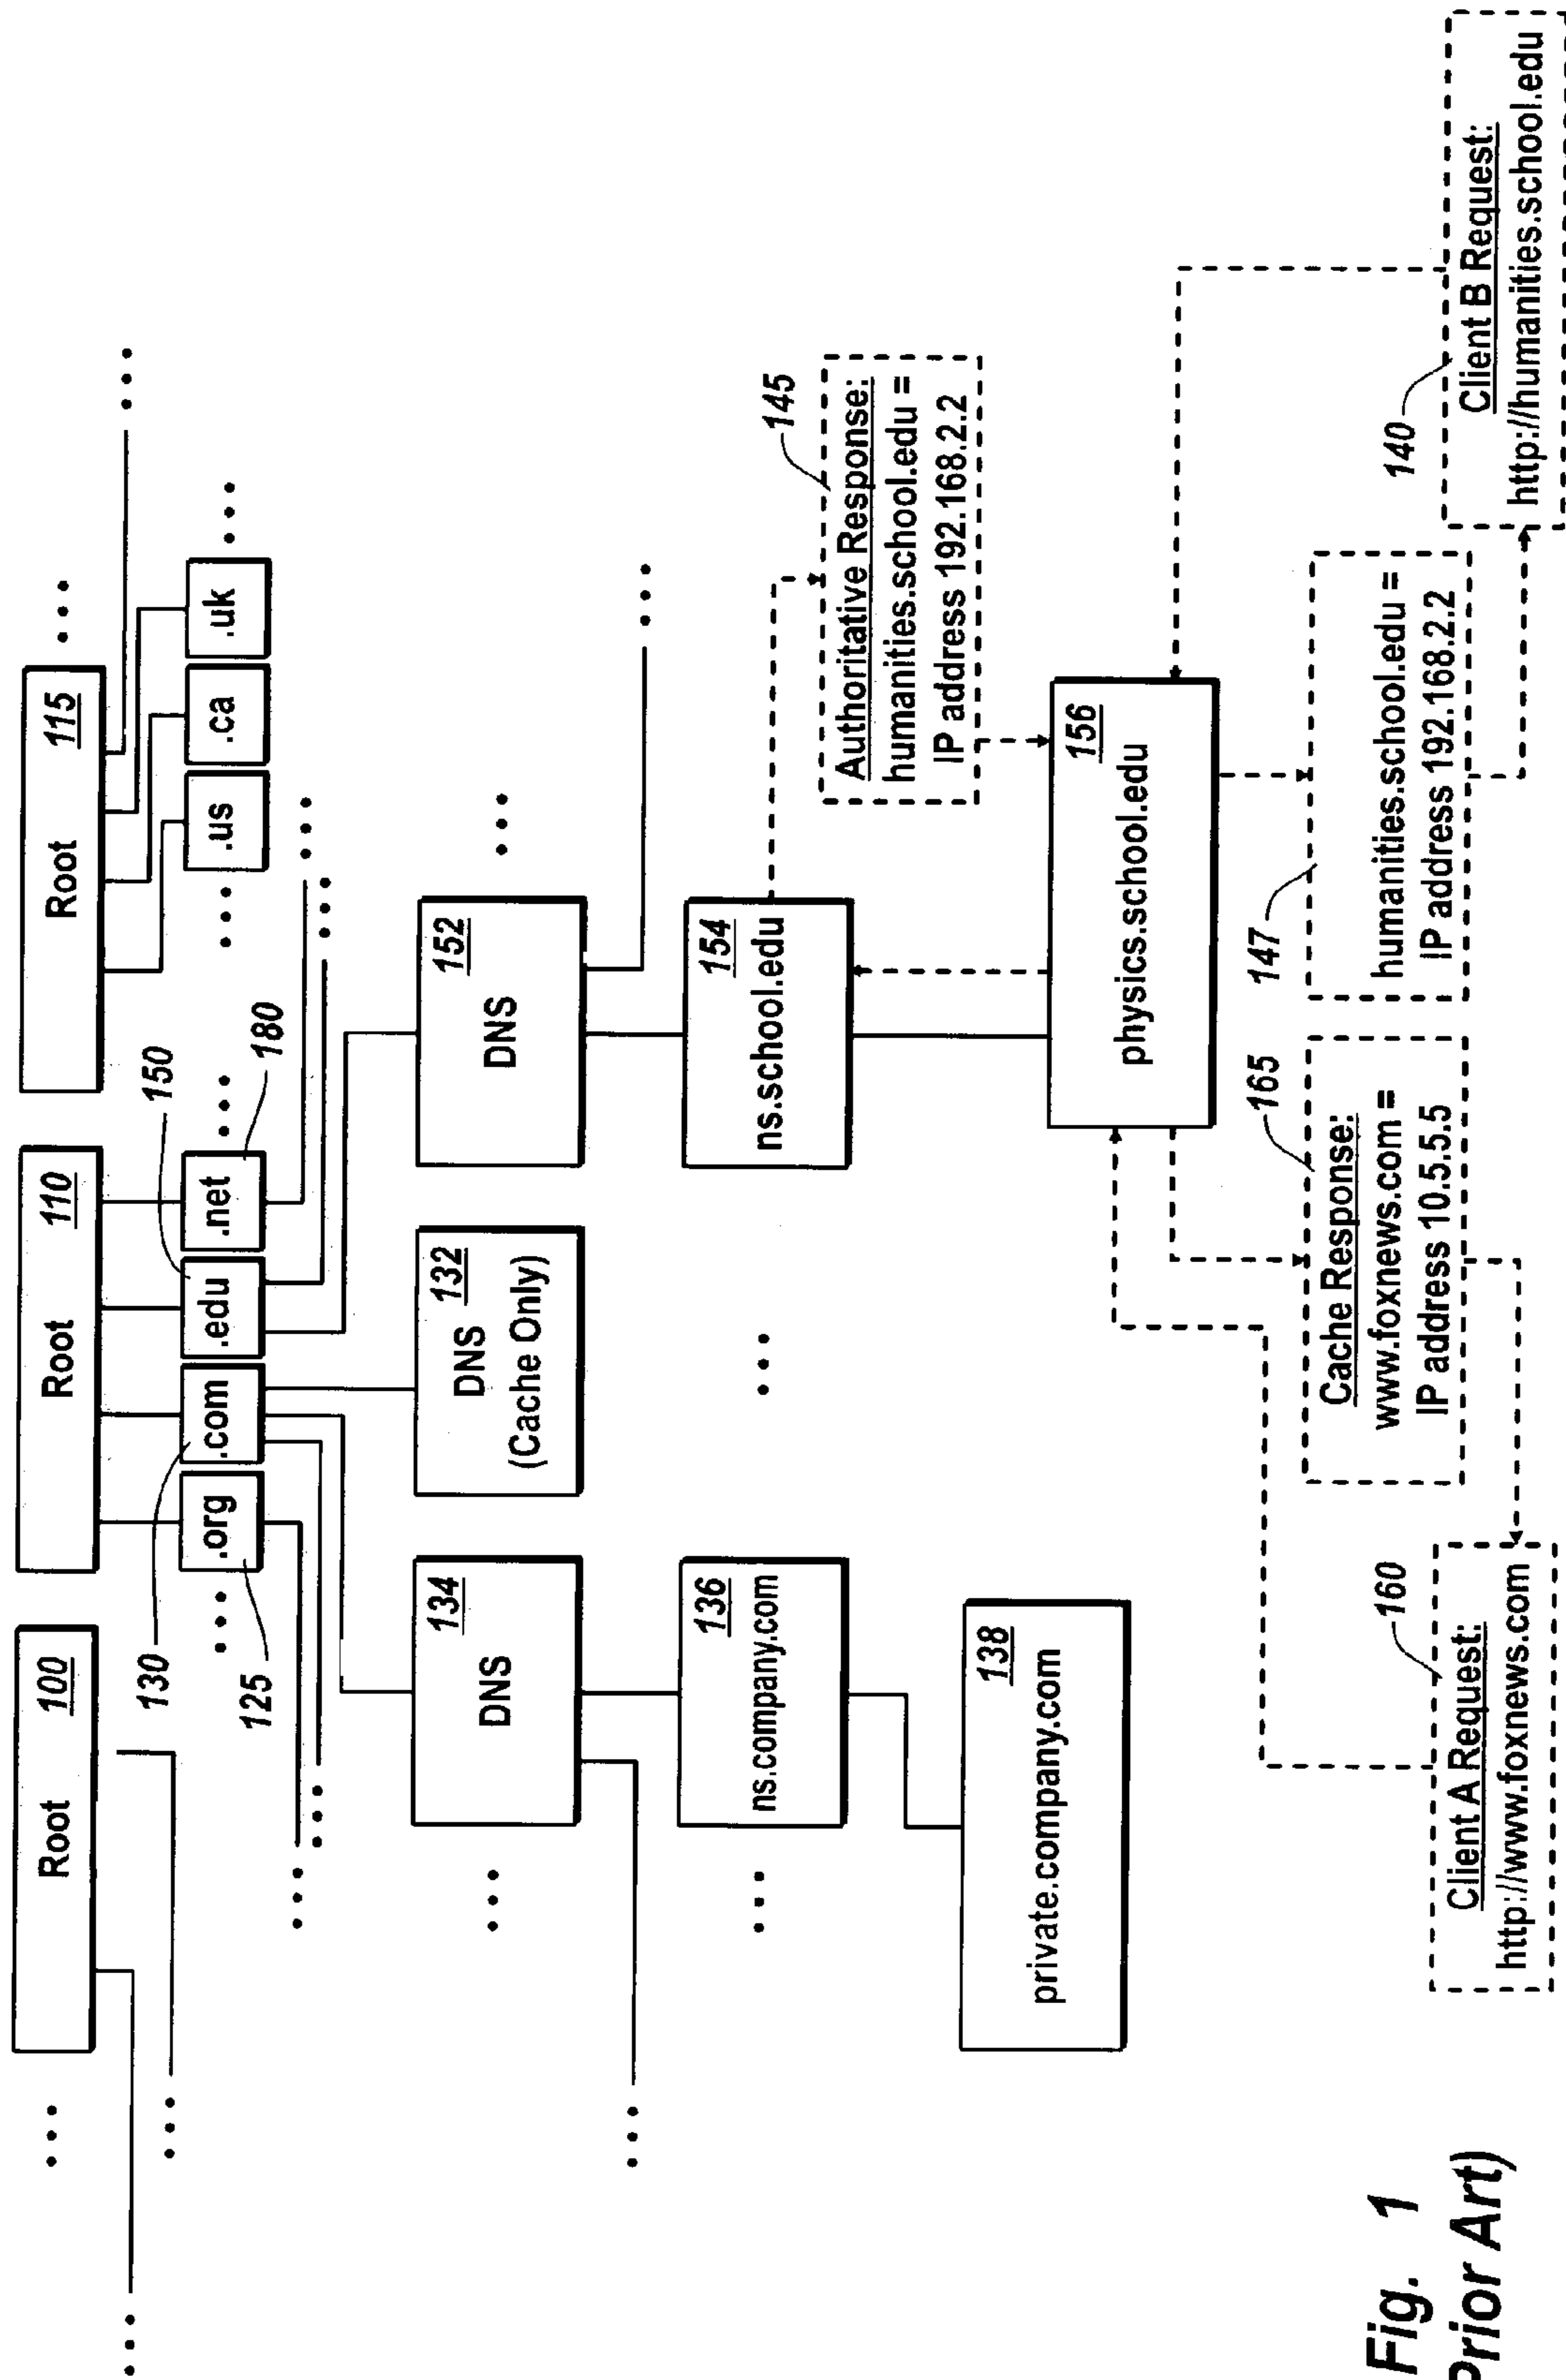 Root 100
Root 110
Root 115
.org
.com
.edu
.net
.us
.ca
.uk
130
125
150
180
134
DNS
132
DNS
(Cache Only)
152
DNS
136
ns.company.com
154
ns.school.edu
145
Authoritative Response:
humanities.school.edu =
IP address 192.168.2.2
138
private.company.com
156
physics.school.edu
165
Cache Response:
www.foxnews.com =
IP address 10.5.5.5
147
humanities.school.edu =
IP address 192.168.2.2
160
Client A Request:
http://www.foxnews.com
140
Client B Request:
http://humanities.school.edu
Fig. 1
Prior Art)